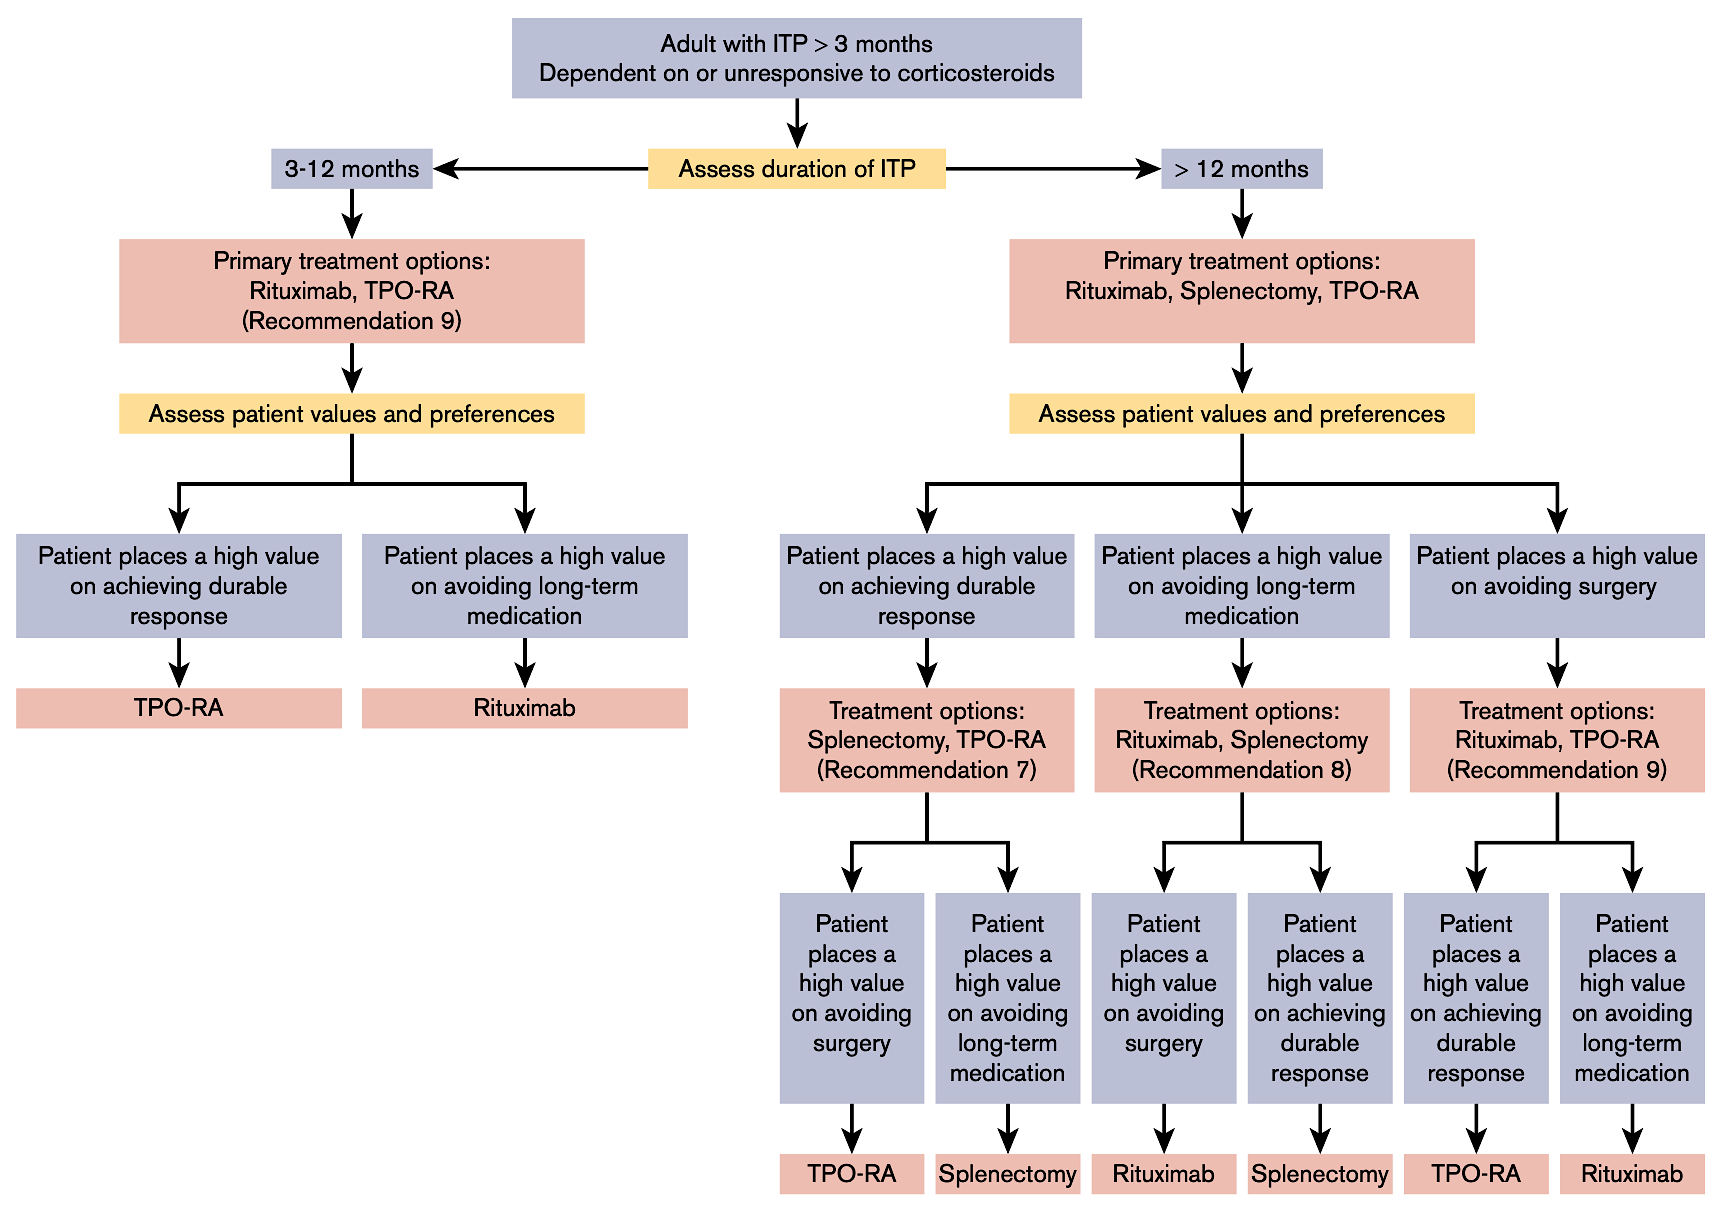 Adult with ITP > 3 months
Dependent on or unresponsive to corticosteroids
3-12 months
Assess duration of ITP
> 12 months
Primary treatment options:
Rituximab, TPO-RA
(Recommendation 9)
Primary treatment options:
Rituximab, Splenectomy, TPO-RA
Assess patient values and preferences
Assess patient values and preferences
Patient places a high value
on achieving durable
response
Patient places a high value
on avoiding long-term
medication
Patient places a high value
on achieving durable
response
Patient places a high value
on avoiding long-term
medication
Patient places a high value
on avoiding surgery
TPO-RA
Rituximab
Treatment options:
Splenectomy, TPO-RA
(Recommendation 7)
Treatment options:
Rituximab, Splenectomy
(Recommendation 8)
Treatment options:
Rituximab, TPO-RA
(Recommendation 9)
Patient
places a
high value
on avoiding
surgery
Patient
places a
high value
on avoiding
long-term
medication
Patient
places a
high value
on avoiding
surgery
Patient
places a
high value
on achieving
durable
response
Patient
places a
high value
on achieving
durable
response
Patient
places a
high value
on avoiding
long-term
medication
TPO-RA
Splenectomy
Rituximab
Splenectomy
TPO-RA
Rituximab